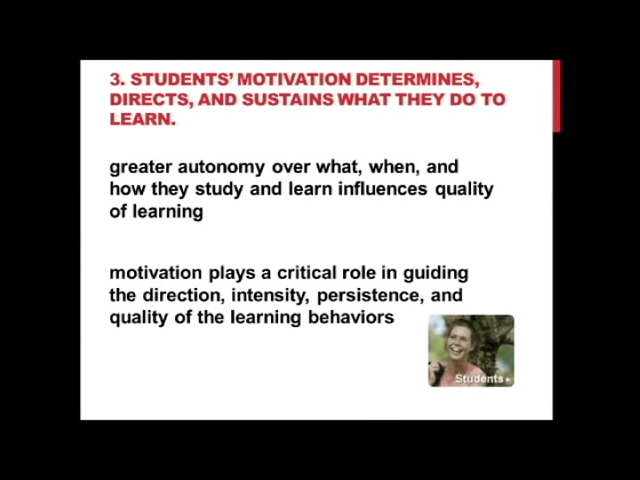 3. STUDENTS' MOTIVATION DETERMINES,
DIRECTS, AND SUSTAINS WHAT THEY DO TO
LEARN.
greater autonomy over what, when, and
how they study and learn influences quality
of learning
motivation plays a critical role in guiding
the direction, intensity, persistence, and
quality of the learning behaviors
Students